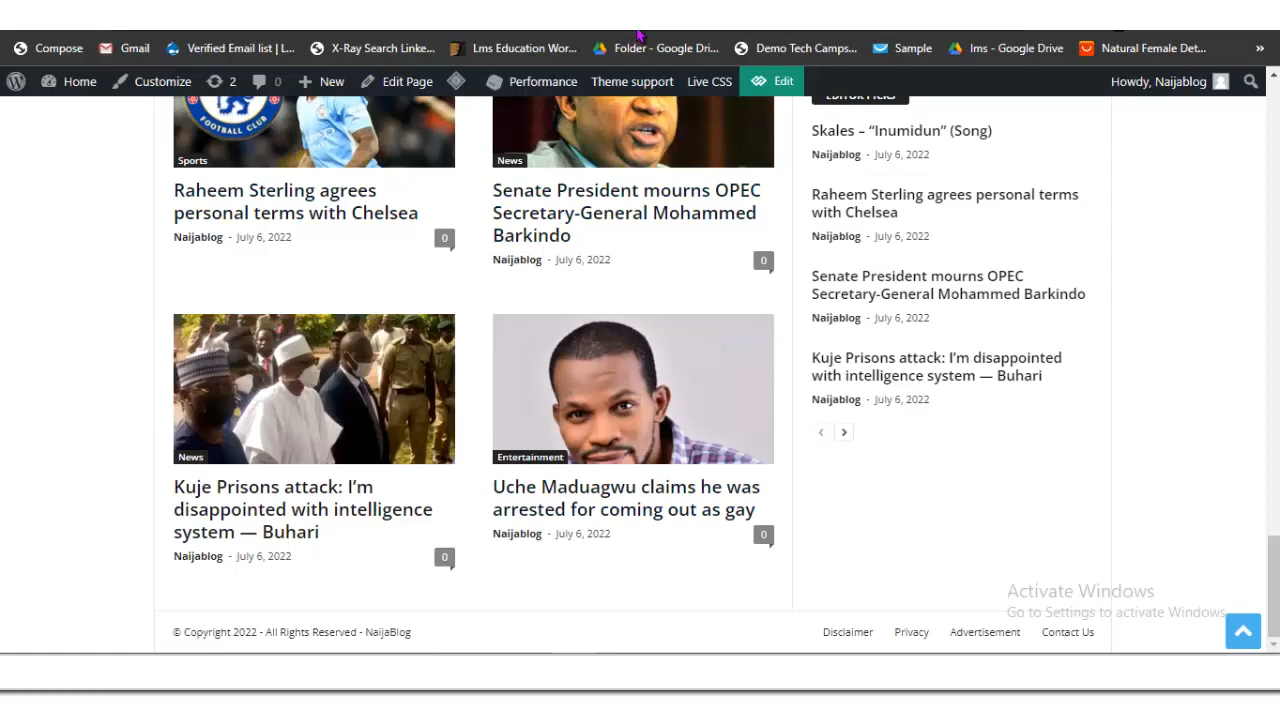 Compose Gmail Verified Email list | L... X-Ray Search Linke... Lms Education Wor... Folder - Google Dri... Demo Tech Camps... Sample lms - Google Drive Natural Female Det... »
Home Customize 2 0 New Edit Page Performance Theme support Live CSS Edit Howdy, Naijablog
FOOTBALL CLUB
Sports
Raheem Sterling agrees
personal terms with Chelsea
Naijablog - July 6, 2022 0
News
Senate President mourns OPEC
Secretary-General Mohammed
Barkindo
Naijablog - July 6, 2022 0
News
Kuje Prisons attack: I’m
disappointed with intelligence
system — Buhari
Naijablog - July 6, 2022 0
Entertainment
Uche Maduagwu claims he was
arrested for coming out as gay
Naijablog - July 6, 2022 0
EDITOR PICKS
Skales – “Inumidun” (Song)
Naijablog - July 6, 2022
Raheem Sterling agrees personal terms
with Chelsea
Naijablog - July 6, 2022
Senate President mourns OPEC
Secretary-General Mohammed Barkindo
Naijablog - July 6, 2022
Kuje Prisons attack: I’m disappointed
with intelligence system — Buhari
Naijablog - July 6, 2022
Activate Windows
Go to Settings to activate Windows.
© Copyright 2022 - All Rights Reserved - NaijaBlog
Disclaimer Privacy Advertisement Contact Us